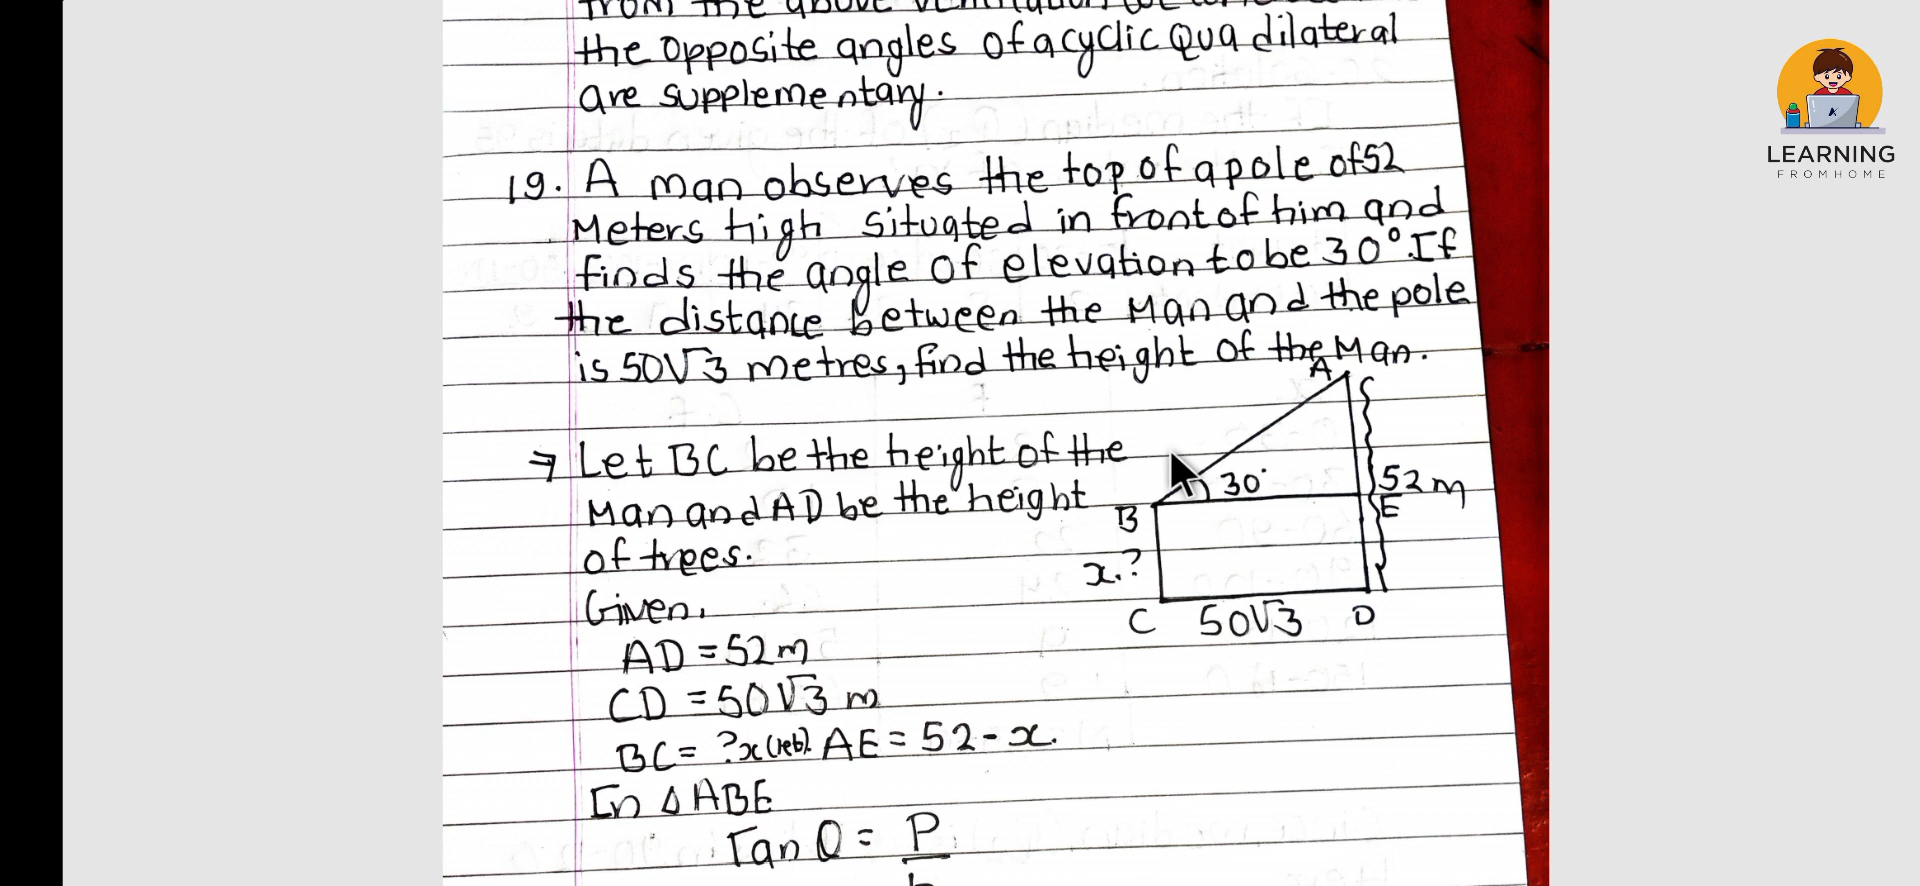 the opposite angles of a cyclic Quadilateral
are supplementary.
19. A man observes the top of a pole of 52
Meters high situated in front of him and
finds the angle of elevation to be 30°. If
the distance between the Man and the pole
is 50√3 metres, find the height of the Man.
A
⇒ Let BC be the height of the
Man and AD be the height
of trees.
30°
52m
B
E
x.?
C 50√3 D
Given,
AD = 52m
CD = 50√3 m
BC = ?x(let). AE = 52 - x.
In Δ ABE
Tan θ = P
LEARNING
FROMHOME